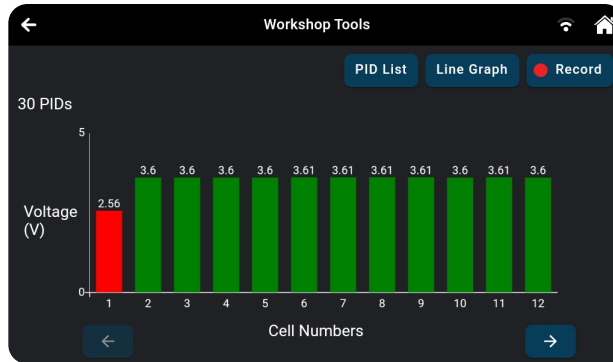 Workshop Tools
PID List Line Graph Record
30 PIDs
5
3.6 3.6 3.6 3.6 3.61 3.61 3.61 3.61 3.6 3.61 3.6
2.56
Voltage
(V)
0
1 2 3 4 5 6 7 8 9 10 11 12
Cell Numbers